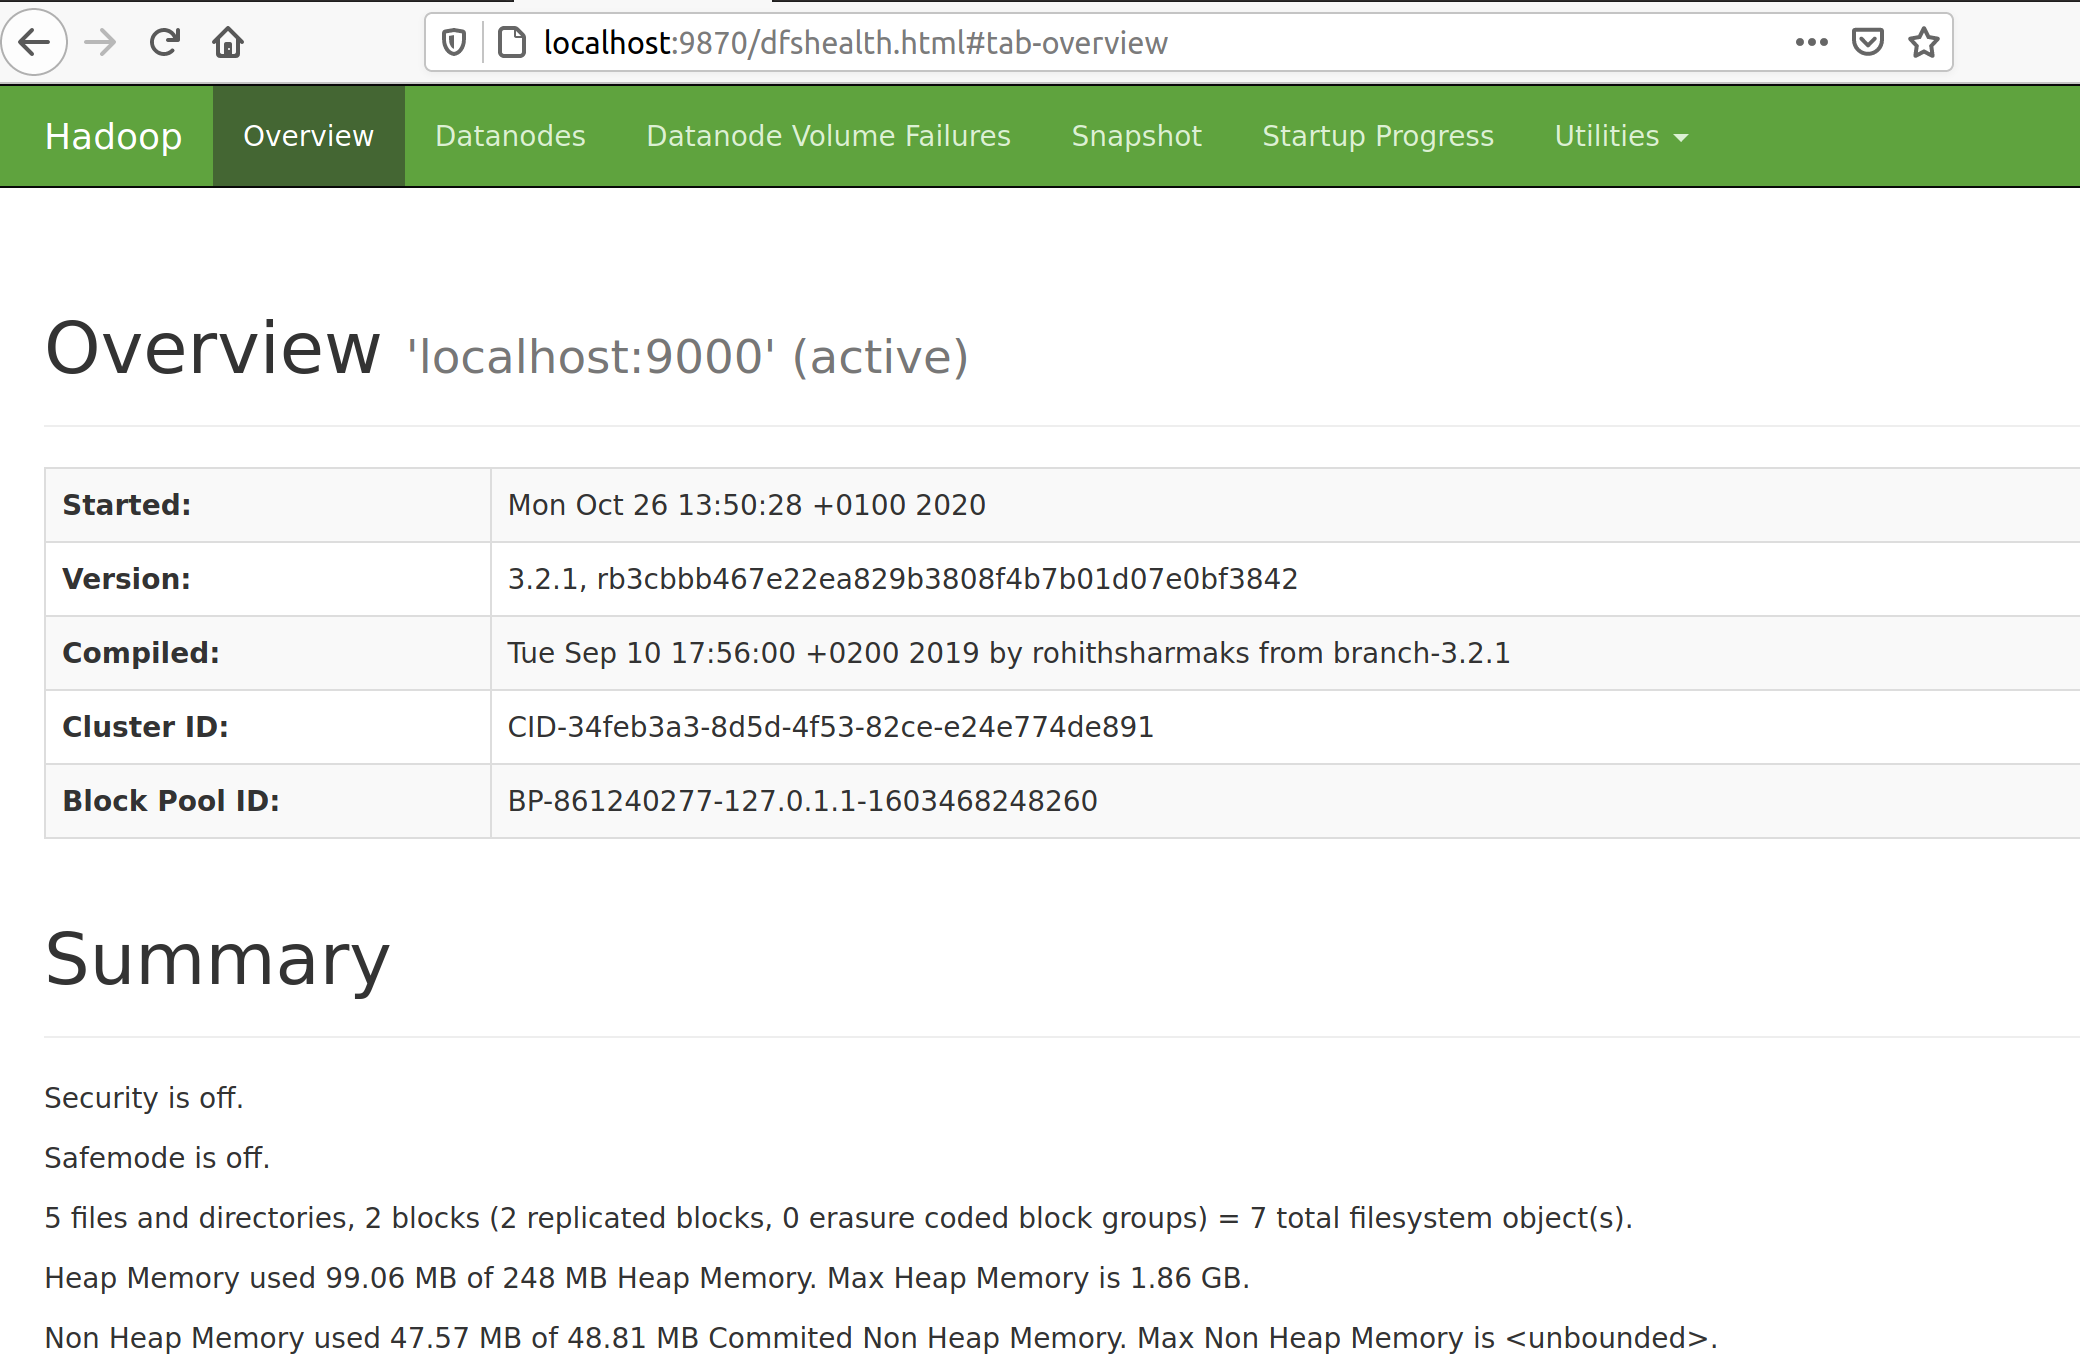 localhost:9870/dfshealth.html#tab-overview
Hadoop Overview Datanodes Datanode Volume Failures Snapshot Startup Progress Utilities
Overview 'localhost:9000' (active)
Started: Mon Oct 26 13:50:28 +0100 2020
Version: 3.2.1, rb3cbbb467e22ea829b3808f4b7b01d07e0bf3842
Compiled: Tue Sep 10 17:56:00 +0200 2019 by rohithsharmaks from branch-3.2.1
Cluster ID: CID-34feb3a3-8d5d-4f53-82ce-e24e774de891
Block Pool ID: BP-861240277-127.0.1.1-1603468248260
Summary
Security is off.
Safemode is off.
5 files and directories, 2 blocks (2 replicated blocks, 0 erasure coded block groups) = 7 total filesystem object(s).
Heap Memory used 99.06 MB of 248 MB Heap Memory. Max Heap Memory is 1.86 GB.
Non Heap Memory used 47.57 MB of 48.81 MB Commited Non Heap Memory. Max Non Heap Memory is <unbounded>.